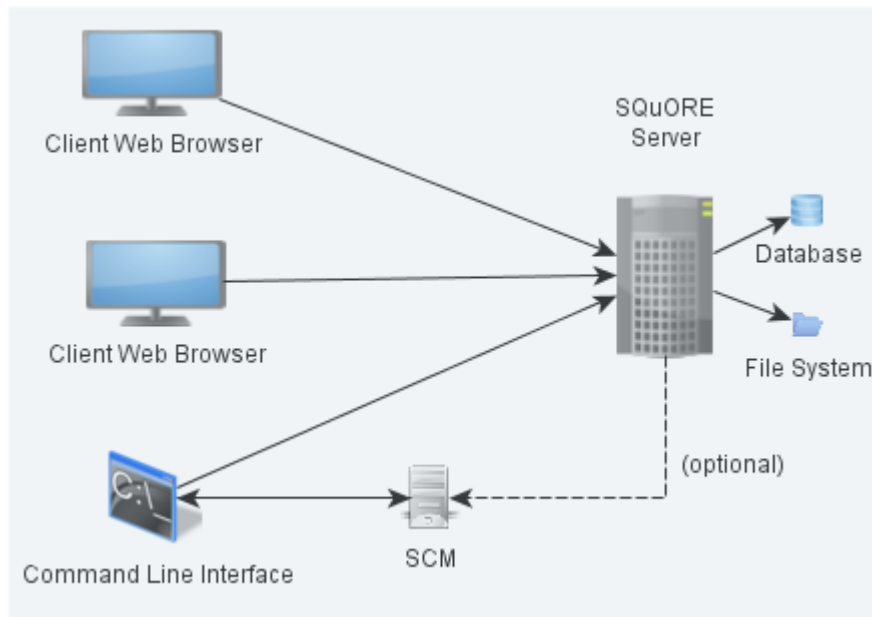 SQuORE
Server
Client Web Browser
Database
Client Web Browser
File System
(optional)
C:\_
SCM
Command Line Interface